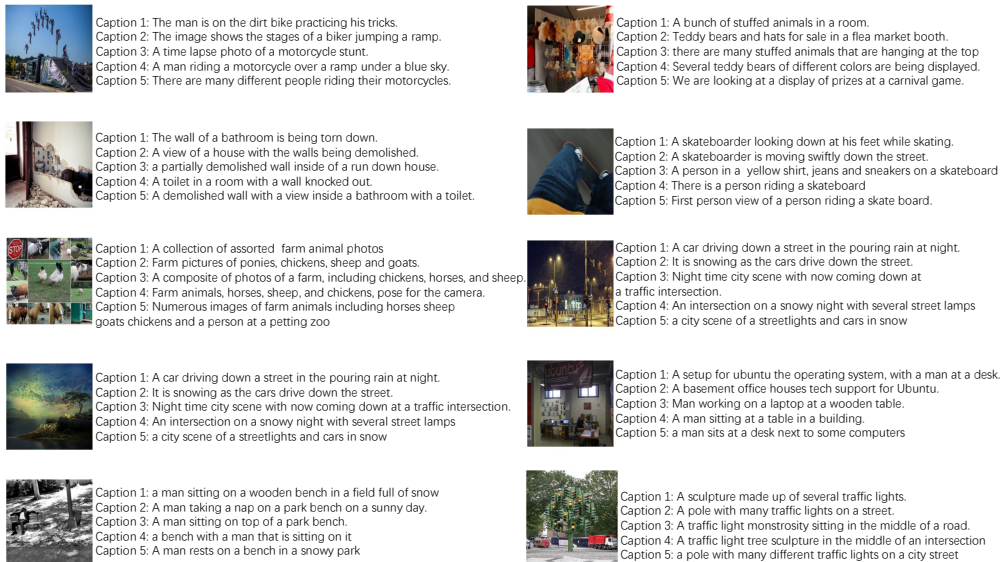 Caption 1: The man is on the dirt bike practicing his tricks.
Caption 2: The image shows the stages of a biker jumping a ramp.
Caption 3: A time lapse photo of a motorcycle stunt.
Caption 4: A man riding a motorcycle over a ramp under a blue sky.
Caption 5: There are many different people riding their motorcycles.
Caption 1: The wall of a bathroom is being torn down.
Caption 2: A view of a house with the walls being demolished.
Caption 3: a partially demolished wall inside of a run down house.
Caption 4: A toilet in a room with a wall knocked out.
Caption 5: A demolished wall with a view inside a bathroom with a toilet.
STOP
Caption 1: A collection of assorted farm animal photos
Caption 2: Farm pictures of ponies, chickens, sheep and goats.
Caption 3: A composite of photos of a farm, including chickens, horses, and sheep.
Caption 4: Farm animals, horses, sheep, and chickens, pose for the camera.
Caption 5: Numerous images of farm animals including horses sheep
goats chickens and a person at a petting zoo
Caption 1: A car driving down a street in the pouring rain at night.
Caption 2: It is snowing as the cars drive down the street.
Caption 3: Night time city scene with now coming down at a traffic intersection.
Caption 4: An intersection on a snowy night with several street lamps
Caption 5: a city scene of a streetlights and cars in snow
Caption 1: a man sitting on a wooden bench in a field full of snow
Caption 2: A man taking a nap on a park bench on a sunny day.
Caption 3: A man sitting on top of a park bench.
Caption 4: a bench with a man that is sitting on it
Caption 5: A man rests on a bench in a snowy park
Caption 1: A bunch of stuffed animals in a room.
Caption 2: Teddy bears and hats for sale in a flea market booth.
Caption 3: there are many stuffed animals that are hanging at the top
Caption 4: Several teddy bears of different colors are being displayed.
Caption 5: We are looking at a display of prizes at a carnival game.
Caption 1: A skateboarder looking down at his feet while skating.
Caption 2: A skateboarder is moving swiftly down the street.
Caption 3: A person in a yellow shirt, jeans and sneakers on a skateboard
Caption 4: There is a person riding a skateboard
Caption 5: First person view of a person riding a skate board.
Caption 1: A car driving down a street in the pouring rain at night.
Caption 2: It is snowing as the cars drive down the street.
Caption 3: Night time city scene with now coming down at
a traffic intersection.
Caption 4: An intersection on a snowy night with several street lamps
Caption 5: a city scene of a streetlights and cars in snow
ubuntu
Caption 1: A setup for ubuntu the operating system, with a man at a desk.
Caption 2: A basement office houses tech support for Ubuntu.
Caption 3: Man working on a laptop at a wooden table.
Caption 4: A man sitting at a table in a building.
Caption 5: a man sits at a desk next to some computers
Caption 1: A sculpture made up of several traffic lights.
Caption 2: A pole with many traffic lights on a street.
Caption 3: A traffic light monstrosity sitting in the middle of a road.
Caption 4: A traffic light tree sculpture in the middle of an intersection
Caption 5: a pole with many different traffic lights on a city street